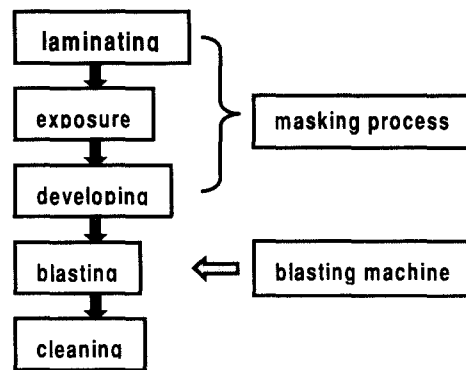 laminating
exposure
masking process
developing
blasting
blasting machine
cleaning